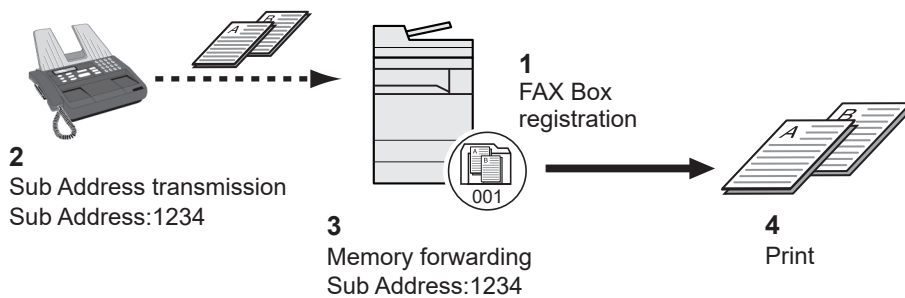 A
B
1
FAX Box
registration
A
B
001
A
B
2
Sub Address transmission
Sub Address:1234
3
Memory forwarding
Sub Address:1234
4
Print